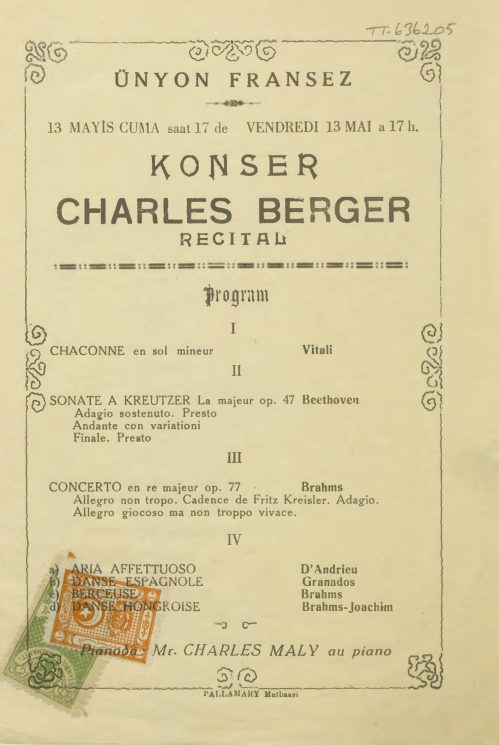 TT-636205
ÜNYON FRANSEZ
13 MAYİS CUMA saat 17 de VENDREDI 13 MAI a 17 h.
KONSER
CHARLES BERGER
RECITAL
Program
I
CHACONNE en sol mineur Vitali
II
SONATE A KREUTZER La majeur op. 47 Beethoven
Adagio sostenuto. Presto
Andante con variationi
Finale. Presto
III
CONCERTO en re majeur op. 77 Brahms
Allegro non tropo. Cadence de Fritz Kreisler. Adagio.
Allegro giocoso ma non troppo vivace.
IV
a) ARIA AFFETTUOSO D'Andrieu
b) DANSE ESPAGNOLE Granados
c) BERCEUSE Brahms
d) DANSE HONGROISE Brahms-Joachim
Pianoda: Mr. CHARLES MALY au piano
PALLAMARY Matbaası